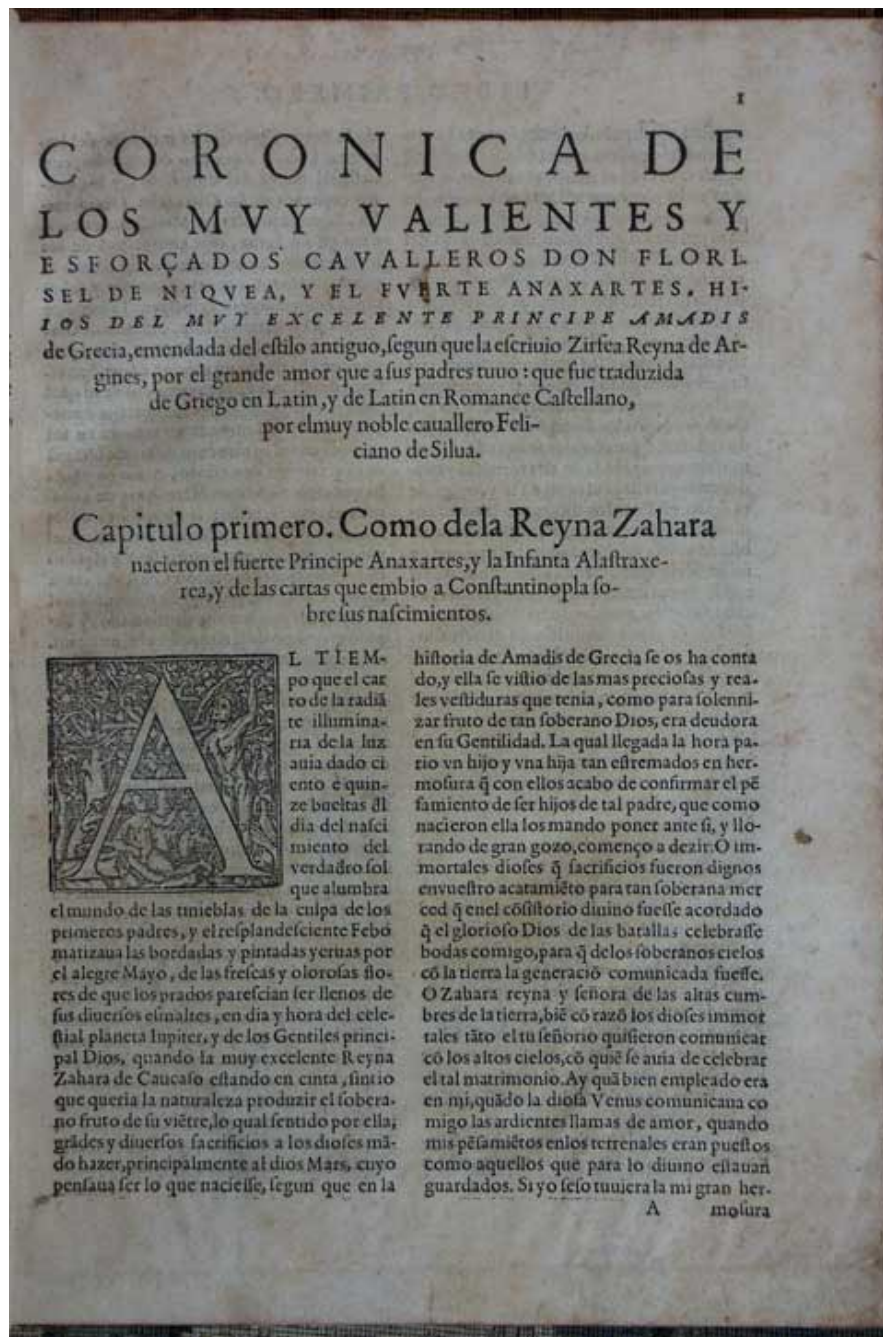 1
CORONICA DE
LOS MVY VALIENTES Y
ESFORÇADOS CAVALLEROS DON FLORI-
SEL DE NIQVEA, Y EL FVERTE ANAXARTES. HI-
IOS DEL MVY EXCELENTE PRINCIPE AMADIS
de Grecia,emendada del eſtilo antiguo,ſegun que la eſcriuio Zirfea Reyna de Ar-
gines, por el grande amor que a ſus padres tuuo : que fue traduzida
de Griego en Latin ,y de Latin en Romance Caſtellano,
por elmuy noble cauallero Feli-
ciano de Silua.
Capitulo primero. Como dela Reyna Zahara
nacieron el fuerte Principe Anaxartes,y la Infanta Alaſtraxe-
rea,y de las cartas que embio a Conſtantinopla ſo-
bre ſus naſcimientos.
AL TIEM-
po que el car
ro de la radiã
te illumina-
ria de la luz
auia dado ci
ento e quin-
ze bueltas đl
dia del naſci
miento del
verdađro ſol
que alumbra
el mundo de las tinieblas de la culpa de los
primeros padres, y el reſplandeſciente Febo
matizaua las bordadas y pintadas yeruas por
el alegre Mayo, de las freſcas y oloroſas flo-
res de que los prados pareſcian ſer llenos de
ſus diuerſos eſmaltes, en dia y hora del cele-
ſtial planeta Iupiter, y de los Gentiles princi-
pal Dios, quando la muy excelente Reyna
Zahara de Caucaſo eſtando en cinta, ſintio
que queria la naturaleza produzir el ſobera-
no fruto de ſu viẽtre,lo qual ſentido por ella,
grãdes y diuerſos ſacrificios a los dioſes mã-
do hazer,principalmente al dios Mars, cuyo
penſaua ſer lo que nacieſſe, ſegun que en la
hiſtoria de Amadis de Grecia ſe os ha conta
do,y ella ſe viſtio de las mas precioſas y rea-
les veſtiduras que tenia, como para ſolenni-
zar fruto de tan ſoberano Dios, era deudora
en ſu Gentilidad. La qual llegada la hora pa-
rio vn hijo y vna hija tan eſtremados en her-
moſura q̃ con ellos acabo de confirmar el pẽ
ſamiento de ſer hijos de tal padre, que como
nacieron ella los mando poner ante ſi, y llo-
rando de gran gozo,començo a dezir:O im-
mortales dioſes q̃ ſacrificios fueron dignos
envueſtro acatamiẽto para tan ſoberana mer
ced q̃ enel cõſiſtorio diuino fueſſe acordado
q̃ el glorioſo Dios de las batallas celebraſſe
bodas comigo,para q̃ delos ſoberanos cielos
cõ la tierra la generaciõ comunicada fueſſe.
O Zahara reyna y ſeñora de las altas cum-
bres de la tierra,biẽ cõ razõ los dioſes immor
tales tãto el tu ſeñorio quiſieron comunicar
cõ los altos cielos,cõ quiẽ ſe auia de celebrar
el tal matrimonio. Ay quã bien empleado era
en mi,quãdo la dioſa Venus comunicaua co
migo las ardientes llamas de amor, quando
mis pẽſamiẽtos enlos terrenales eran pueſtos
como aquellos que para lo diuino eſtauan
guardados. Si yo ſeſo tuuiera la mi gran her-
A moſura